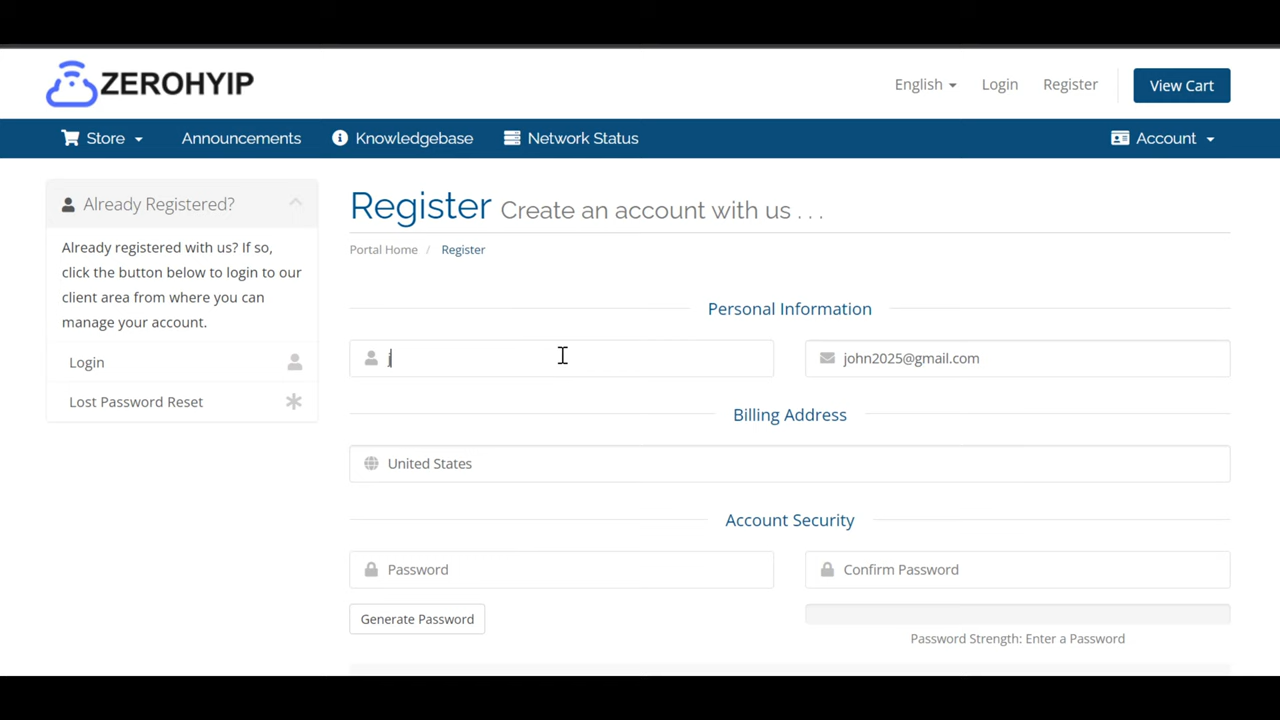 ZEROHYIP
English
Login
Register
View Cart
Store
Announcements
Knowledgebase
Network Status
Account
Already Registered?
Already registered with us? If so,
click the button below to login to our
client area from where you can
manage your account.
Login
Lost Password Reset
Register Create an account with us . . .
Portal Home / Register
Personal Information
j
john2025@gmail.com
Billing Address
United States
Account Security
Password
Confirm Password
Generate Password
Password Strength: Enter a Password